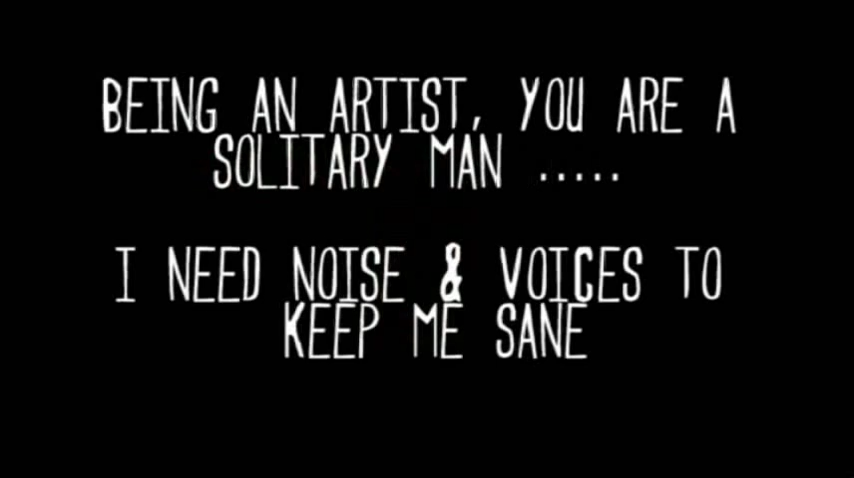 BEING AN ARTIST, YOU ARE A
SOLITARY MAN .....
I NEED NOISE & VOICES TO
KEEP ME SANE